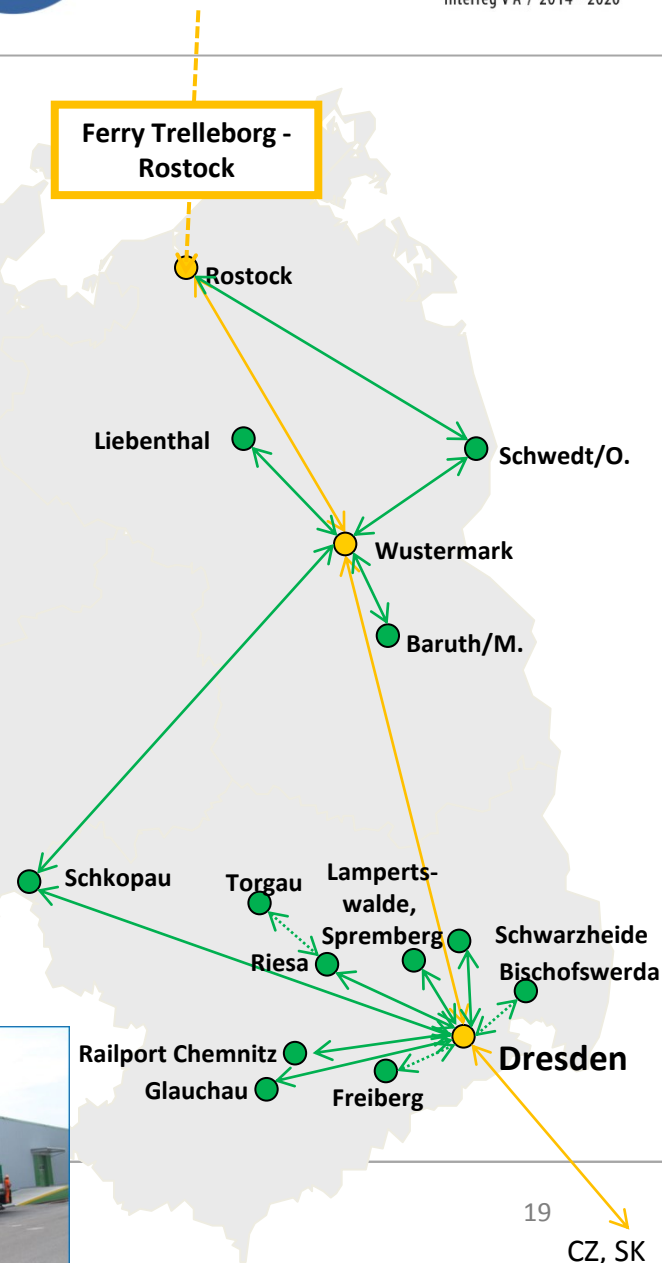 Interreg V A / 2014 - 2020
Ferry Trelleborg -
Rostock
Rostock
Liebenthal
Schwedt/O.
Wustermark
Baruth/M.
Schkopau
Torgau
Lamperts-
walde,
Spremberg
Schwarzheide
Riesa
Bischofswerda
Railport Chemnitz
Dresden
Glauchau
Freiberg
19
CZ, SK